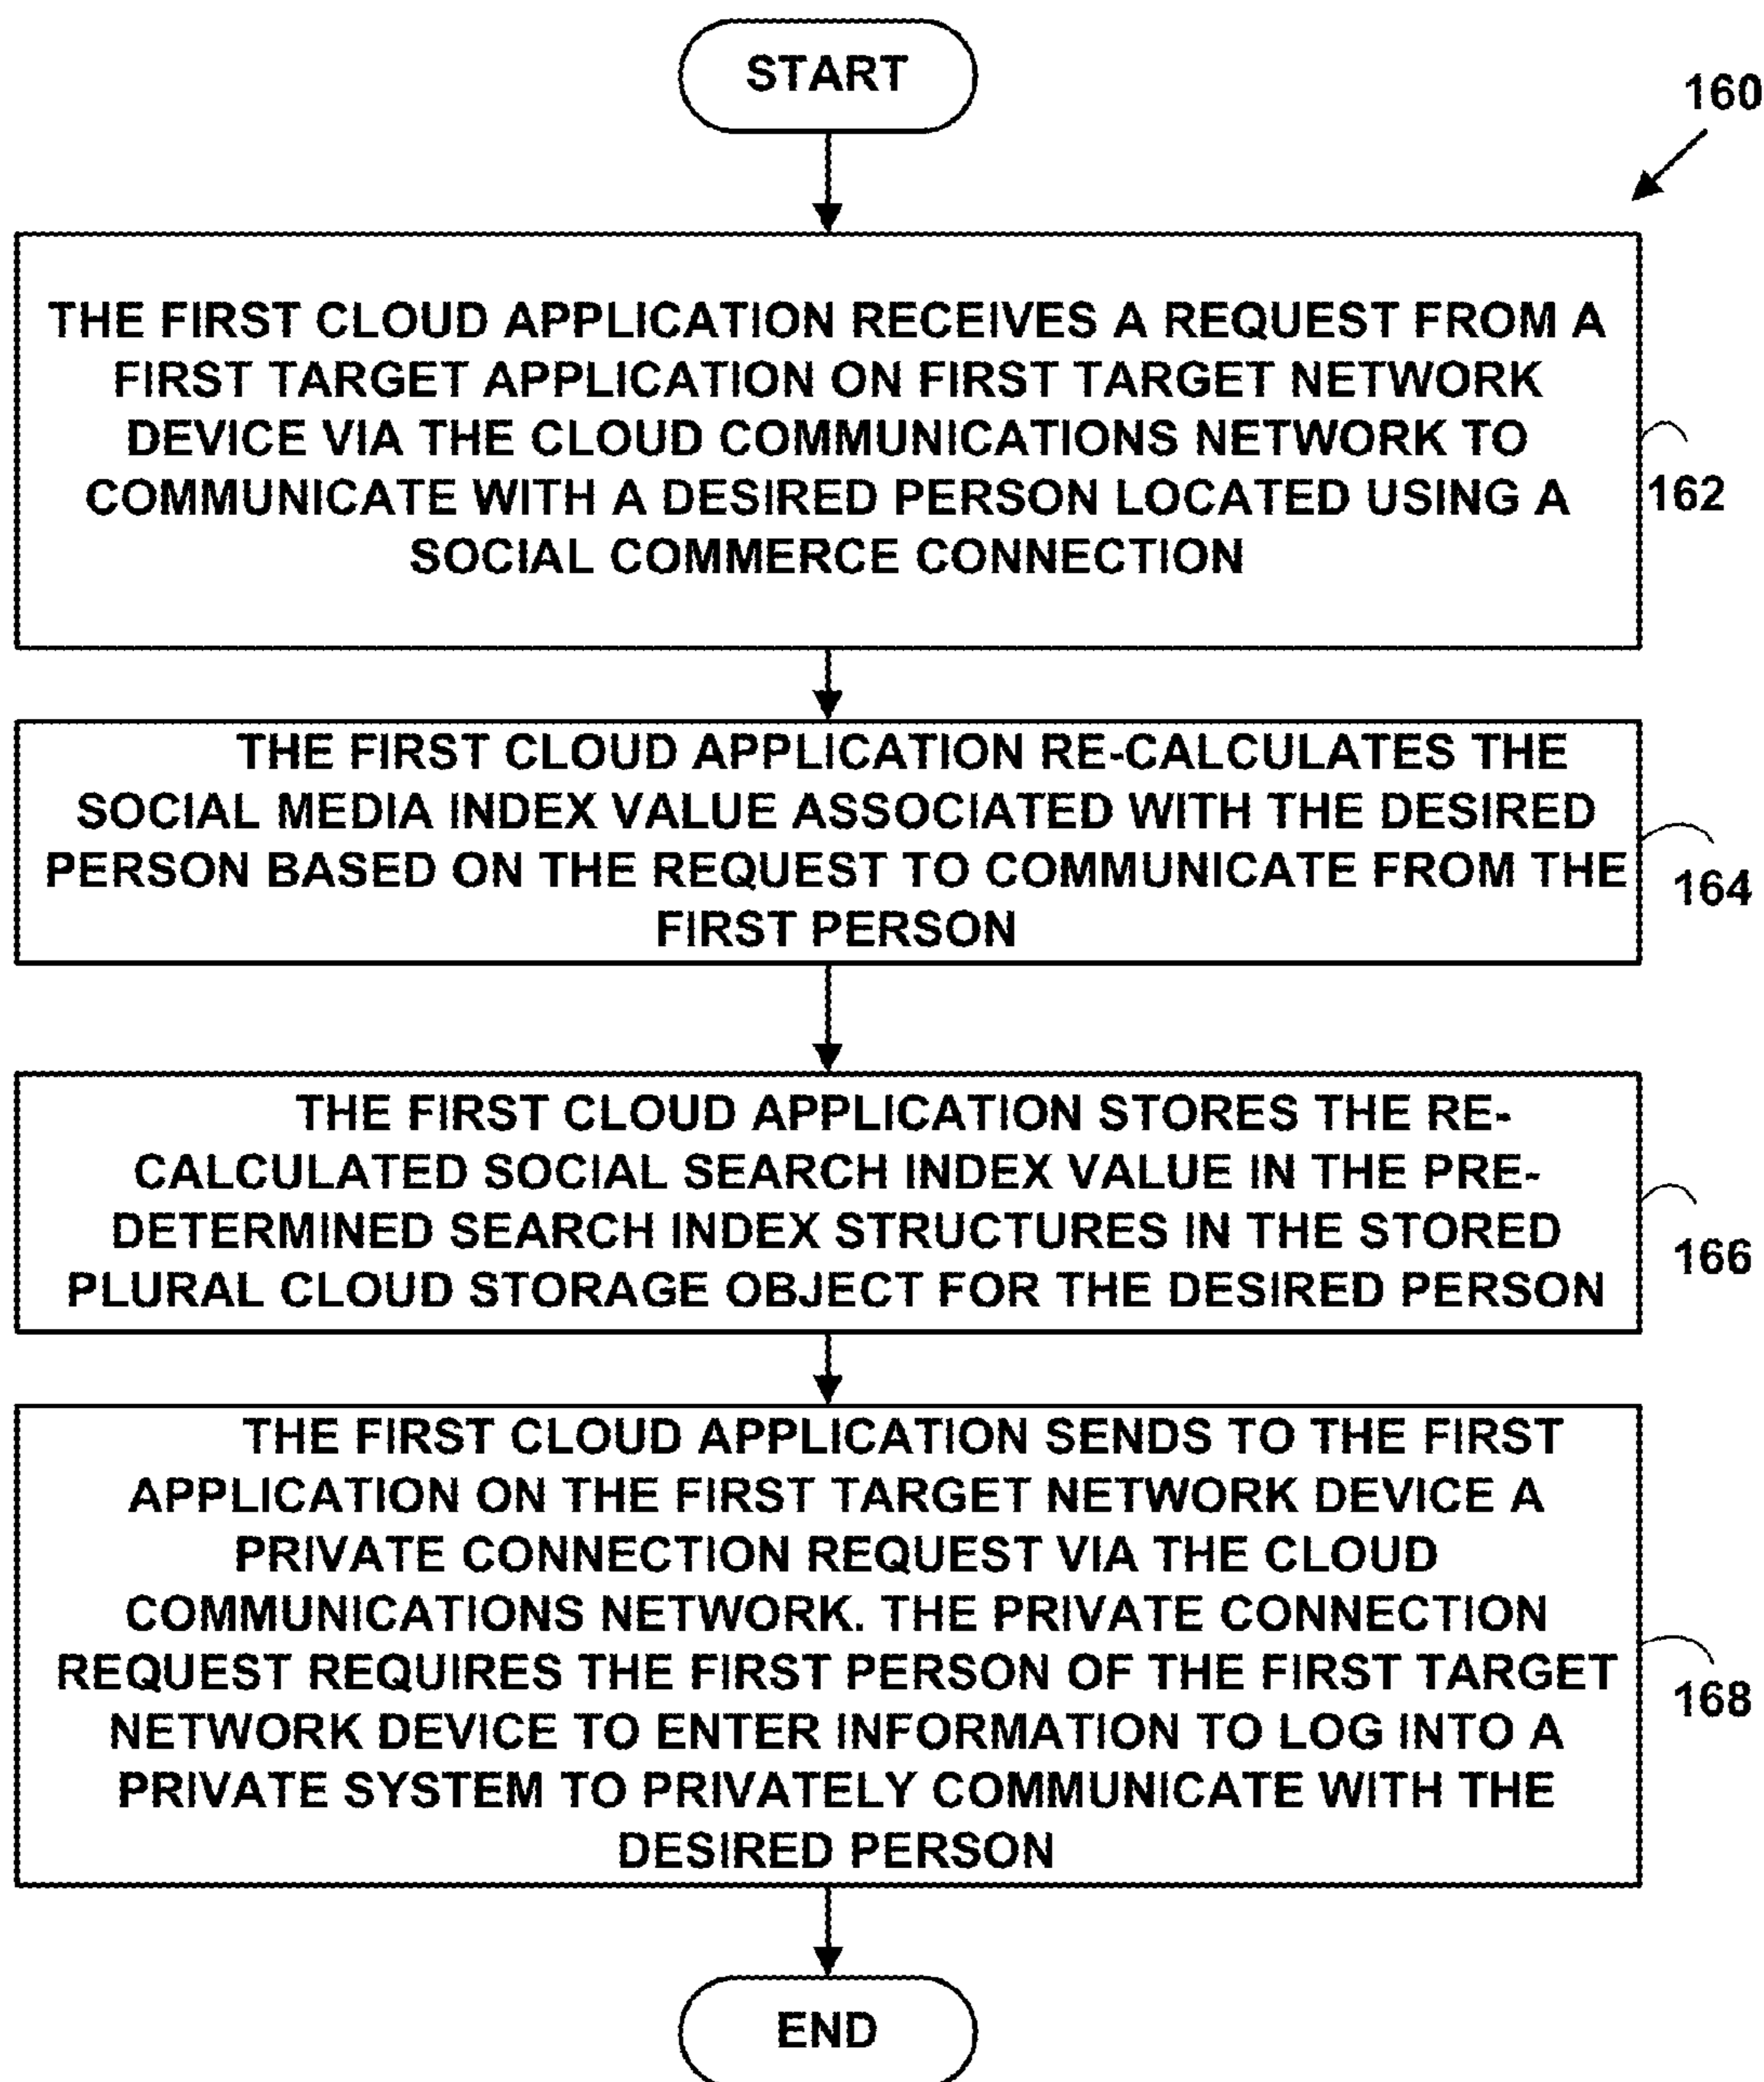 START
160
THE FIRST CLOUD APPLICATION RECEIVES A REQUEST FROM A
FIRST TARGET APPLICATION ON FIRST TARGET NETWORK
DEVICE VIA THE CLOUD COMMUNICATIONS NETWORK TO
COMMUNICATE WITH A DESIRED PERSON LOCATED USING A
SOCIAL COMMERCE CONNECTION
162
THE FIRST CLOUD APPLICATION RE-CALCULATES THE
SOCIAL MEDIA INDEX VALUE ASSOCIATED WITH THE DESIRED
PERSON BASED ON THE REQUEST TO COMMUNICATE FROM THE
FIRST PERSON
164
THE FIRST CLOUD APPLICATION STORES THE RE-
CALCULATED SOCIAL SEARCH INDEX VALUE IN THE PRE-
DETERMINED SEARCH INDEX STRUCTURES IN THE STORED
PLURAL CLOUD STORAGE OBJECT FOR THE DESIRED PERSON
166
THE FIRST CLOUD APPLICATION SENDS TO THE FIRST
APPLICATION ON THE FIRST TARGET NETWORK DEVICE A
PRIVATE CONNECTION REQUEST VIA THE CLOUD
COMMUNICATIONS NETWORK. THE PRIVATE CONNECTION
REQUEST REQUIRES THE FIRST PERSON OF THE FIRST TARGET
NETWORK DEVICE TO ENTER INFORMATION TO LOG INTO A
PRIVATE SYSTEM TO PRIVATELY COMMUNICATE WITH THE
DESIRED PERSON
168
END